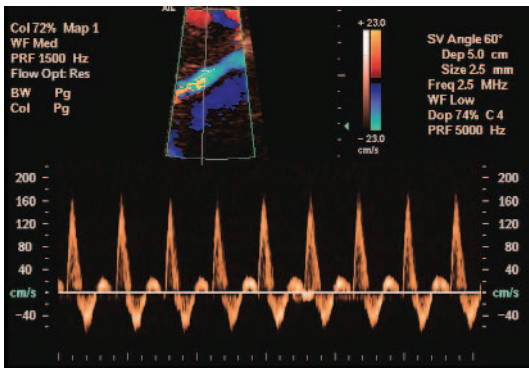 Col 72% Map 1
WF Med
PRF 1500 Hz
Flow Opt: Res
BW Pg
Col Pg
+ 23.0
- 23.0
cm/s
SV Angle 60°
Dep 5.0 cm
Size 2.5 mm
Freq 2.5 MHz
WF Low
Dop 74% C 4
PRF 5000 Hz
200
160
120
80
40
cm/s
-40
200
160
120
80
40
cm/s
-40